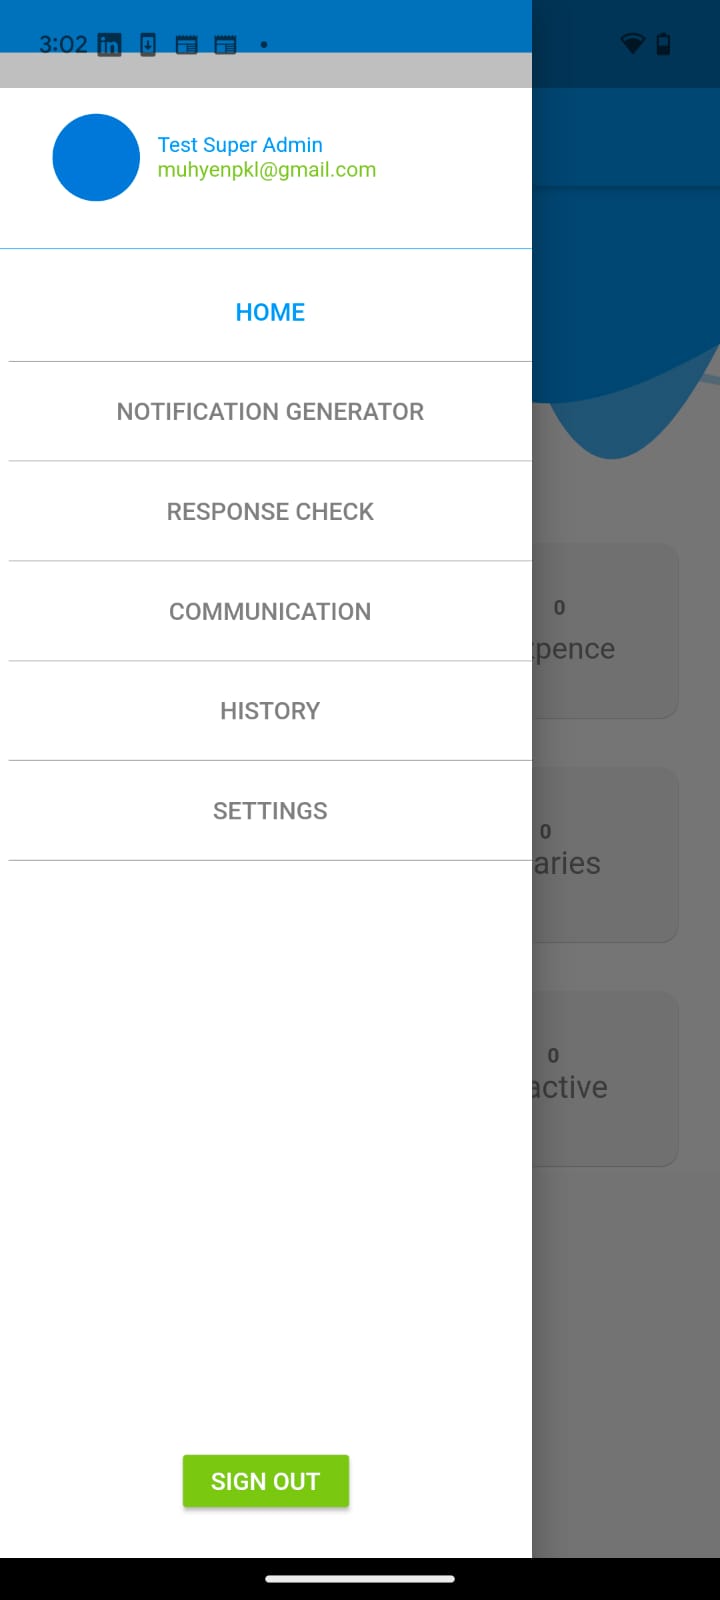 3:02
Test Super Admin
muhyenpkl@gmail.com
HOME
NOTIFICATION GENERATOR
RESPONSE CHECK
COMMUNICATION
HISTORY
SETTINGS
0
pence
0
aries
0
active
SIGN OUT